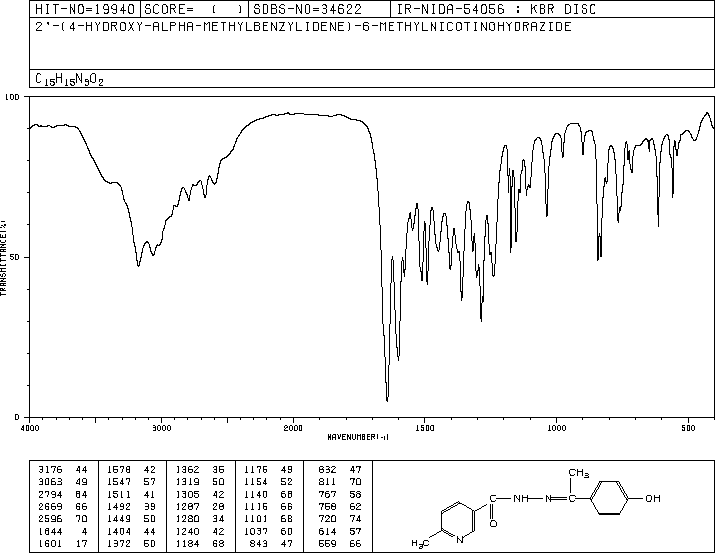 HIT-NO=19940 SCORE= ( ) SDBS-NO=34622 IR-NIDA-54056 : KBR DISC
2'-(4-HYDROXY-ALPHA-METHYLBENZYLIDENE)-6-METHYLNICOTINOHYDRAZIDE
C15H15N3O2
100
50
0
TRANSMITTANCE(%)
4000 3000 2000 1500 1000 500
WAVENUMBER(-1)
3176 44 1578 42 1362 36 1176 49 832 47
3063 49 1547 57 1319 50 1154 52 811 70
2794 84 1511 41 1305 42 1140 68 767 58
2669 66 1492 39 1287 28 1116 66 758 62
2596 70 1449 50 1280 34 1101 68 720 74
1644 4 1404 44 1240 42 1037 60 614 57
1601 17 1372 50 1184 68 843 47 559 66
CH3
C NH N C OH
O
H3C N